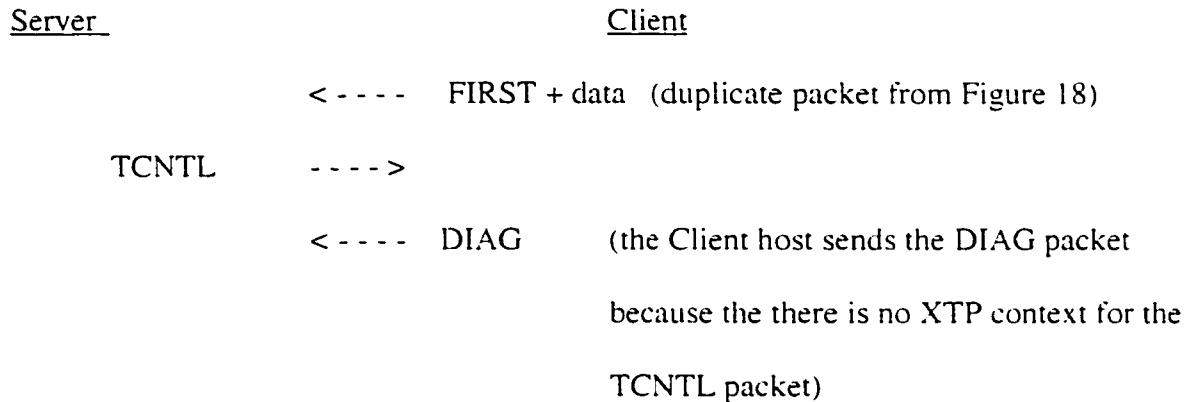 Server Client
< - - - - FIRST + data (duplicate packet from Figure 18)
TCNTL - - - - >
< - - - - DIAG (the Client host sends the DIAG packet
because the there is no XTP context for the
TCNTL packet)